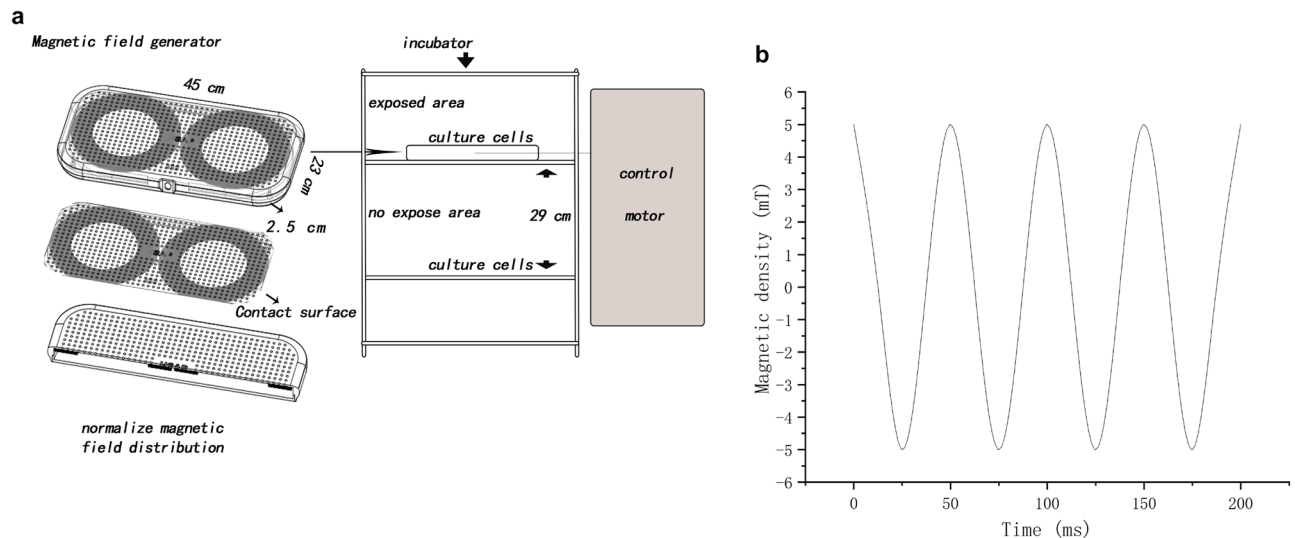 a
Magnetic field generator
45 cm
23 cm
2.5 cm
Contact surface
normalize magnetic
field distribution
incubator
exposed area
culture cells
no expose area
29 cm
culture cells
control
motor
b
Magnetic density (mT)
6
5
4
3
2
1
0
-1
-2
-3
-4
-5
-6
0
50
100
150
200
Time (ms)